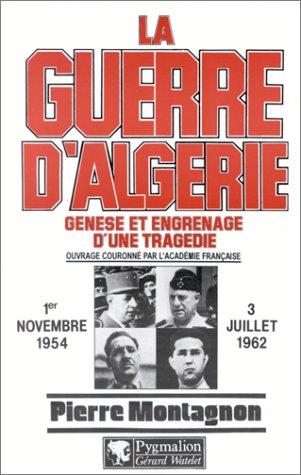 LA
GUERRE
D'ALGERIE
GENESE ET ENGRENAGE
D'UNE TRAGEDIE
OUVRAGE COURONNÉ PAR L'ACADÉMIE FRANÇAISE
1er
NOVEMBRE
1954
3
JUILLET
1962
Pierre Montagnon
Pygmalion
Gérard Watelet